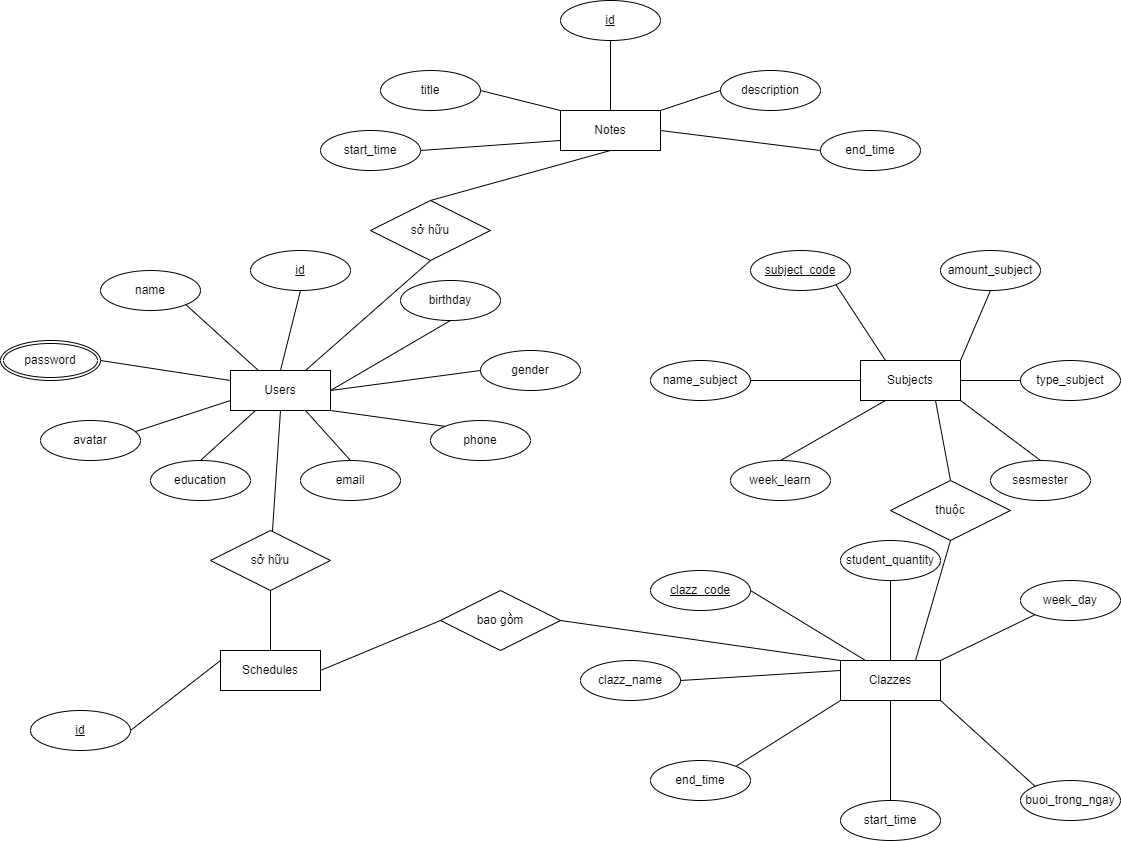 id
title
description
Notes
start_time
end_time
sở hữu
id
name
birthday
password
gender
Users
avatar
phone
education
email
sở hữu
Schedules
id
bao gồm
subject_code
amount_subject
name_subject
Subjects
type_subject
week_learn
sesmester
thuộc
student_quantity
clazz_code
week_day
clazz_name
Clazzes
end_time
start_time
buoi_trong_ngay